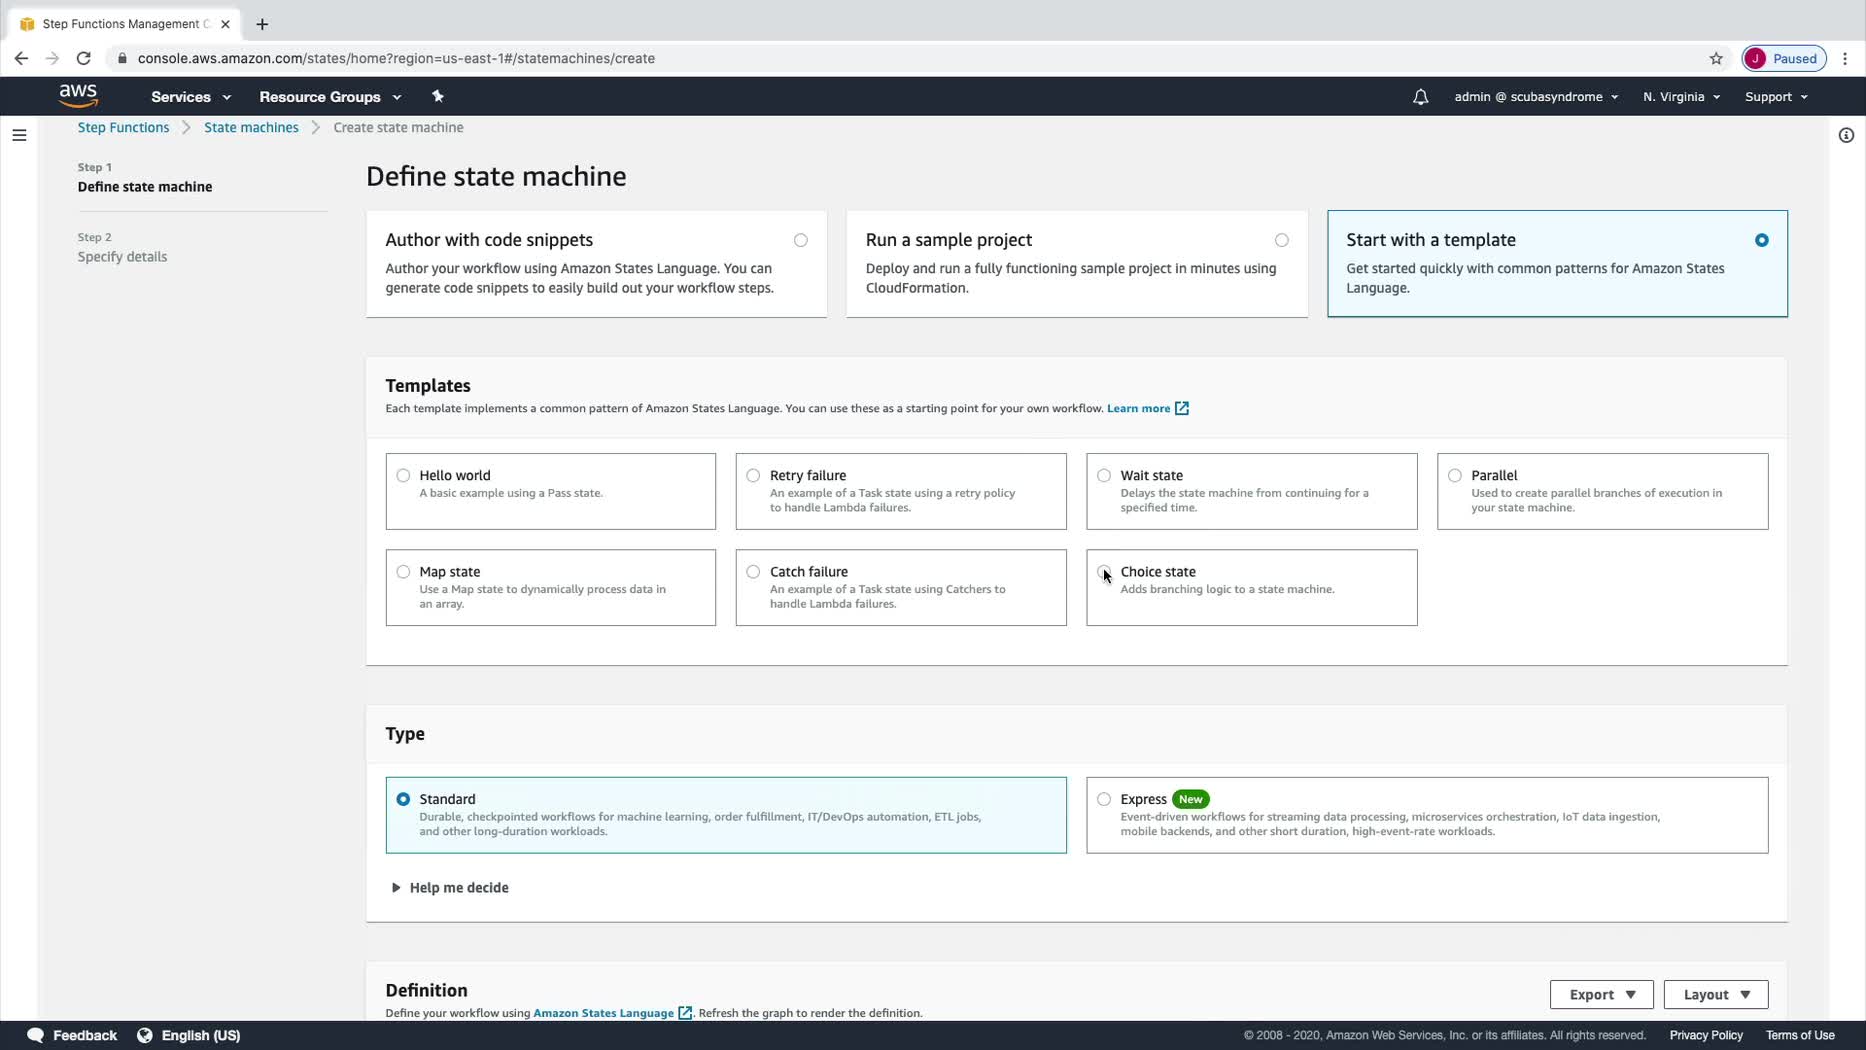 Step Functions Management C
console.aws.amazon.com/states/home?region=us-east-1#/statemachines/create
J Paused
aws Services Resource Groups admin @ scubasyndrome N. Virginia Support
Step Functions State machines Create state machine
Step 1
Define state machine
Step 2
Specify details
Define state machine
Author with code snippets
Author your workflow using Amazon States Language. You can
generate code snippets to easily build out your workflow steps.
Run a sample project
Deploy and run a fully functioning sample project in minutes using
CloudFormation.
Start with a template
Get started quickly with common patterns for Amazon States
Language.
Templates
Each template implements a common pattern of Amazon States Language. You can use these as a starting point for your own workflow. Learn more
Hello world
A basic example using a Pass state.
Retry failure
An example of a Task state using a retry policy
to handle Lambda failures.
Wait state
Delays the state machine from continuing for a
specified time.
Parallel
Used to create parallel branches of execution in
your state machine.
Map state
Use a Map state to dynamically process data in
an array.
Catch failure
An example of a Task state using Catchers to
handle Lambda failures.
Choice state
Adds branching logic to a state machine.
Type
Standard
Durable, checkpointed workflows for machine learning, order fulfillment, IT/DevOps automation, ETL jobs,
and other long-duration workloads.
Express New
Event-driven workflows for streaming data processing, microservices orchestration, IoT data ingestion,
mobile backends, and other short duration, high-event-rate workloads.
Help me decide
Definition
Define your workflow using Amazon States Language. Refresh the graph to render the definition.
Export Layout
Feedback English (US) © 2008 - 2020, Amazon Web Services, Inc. or its affiliates. All rights reserved. Privacy Policy Terms of Use